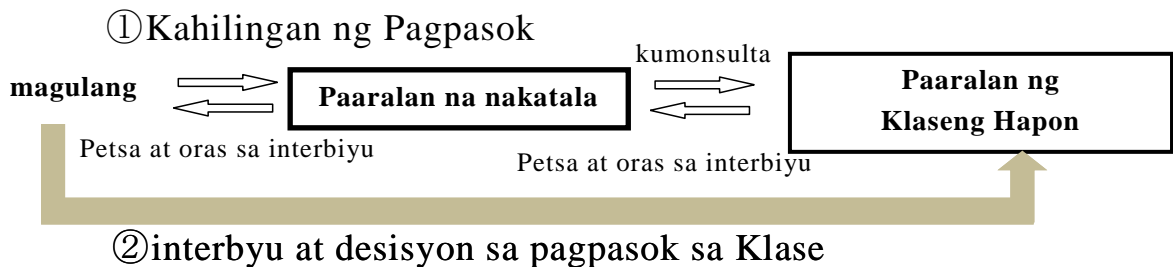 ①Kahilingan ng Pagpasok
kumonsulta
magulang
Paaralan na nakatala
Paaralan ng
Klaseng Hapon
Petsa at oras sa interbiyu
Petsa at oras sa interbiyu
②interbyu at desisyon sa pagpasok sa Klase